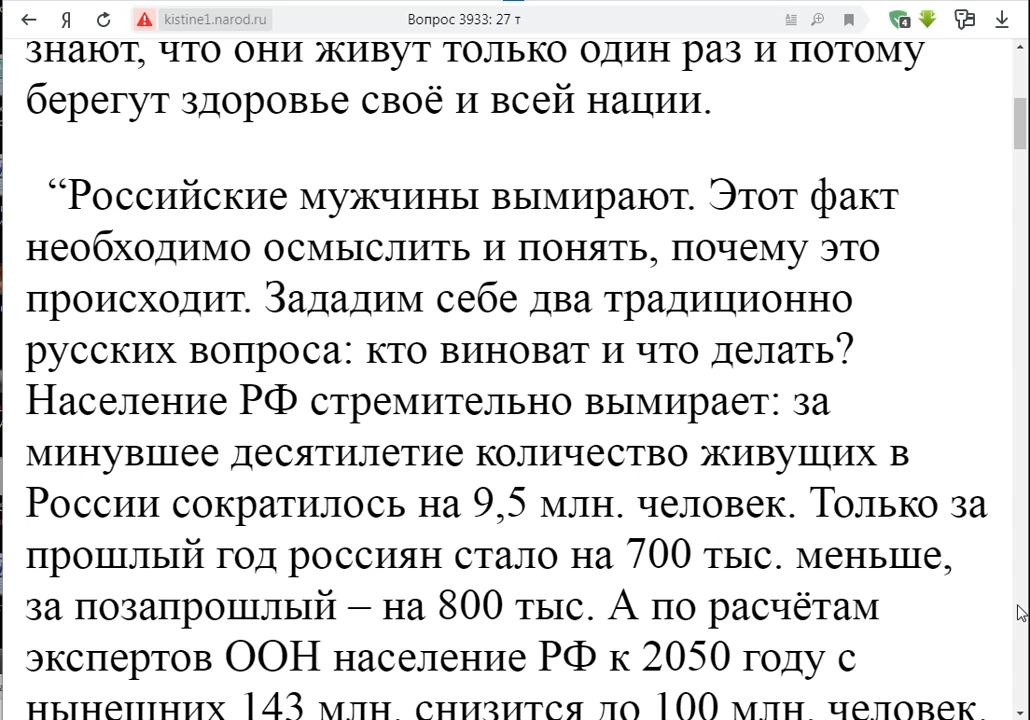 kistine1.narod.ru
Вопрос 3933: 27 т
4
знают, что они живут только один раз и потому
берегут здоровье своё и всей нации.
“Российские мужчины вымирают. Этот факт
необходимо осмыслить и понять, почему это
происходит. Зададим себе два традиционно
русских вопроса: кто виноват и что делать?
Население РФ стремительно вымирает: за
минувшее десятилетие количество живущих в
России сократилось на 9,5 млн. человек. Только за
прошлый год россиян стало на 700 тыс. меньше,
за позапрошлый – на 800 тыс. А по расчётам
экспертов ООН население РФ к 2050 году с
нынешних 143 млн. снизится до 100 млн. человек.